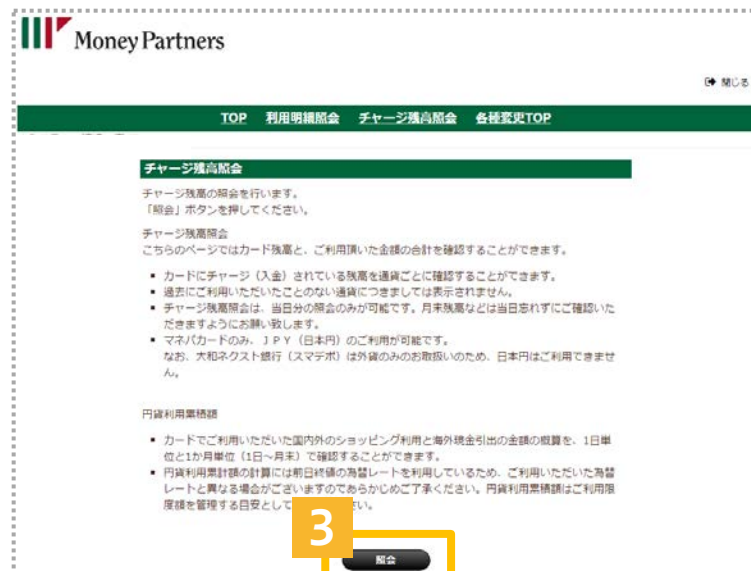 Money Partners
閉じる
TOP 利用明細照会 チャージ残高照会 各種変更TOP
チャージ残高照会
チャージ残高の照会を行います。
「照会」ボタンを押してください。
チャージ残高照会
こちらのページではカード残高と、ご利用頂いた金額の合計を確認することができます。
▪ カードにチャージ（入金）されている残高を通貨ごとに確認することができます。
▪ 過去にご利用いただいたことのない通貨につきましては表示されません。
▪ チャージ残高照会は、当日分の照会のみが可能です。月末残高などは当日忘れずにご確認いた
だきますようにお願い致します。
▪ マネパカードのみ、JPY（日本円）のご利用が可能です。
なお、大和ネクスト銀行（スマデポ）は外貨のみのお取扱いのため、日本円はご利用できませ
ん。
円貨利用累積額
▪ カードでご利用いただいた国内外のショッピング利用と海外現金引出の金額の概算を、1日単
位と1か月単位（1日～月末）で確認することができます。
▪ 円貨利用累計額の計算には前日終値の為替レートを利用しているため、ご利用いただいた為替
レートと異なる場合がございますのであらかじめご了承ください。円貨利用累積額はご利用限
度額を管理する目安として さい。
3
照会